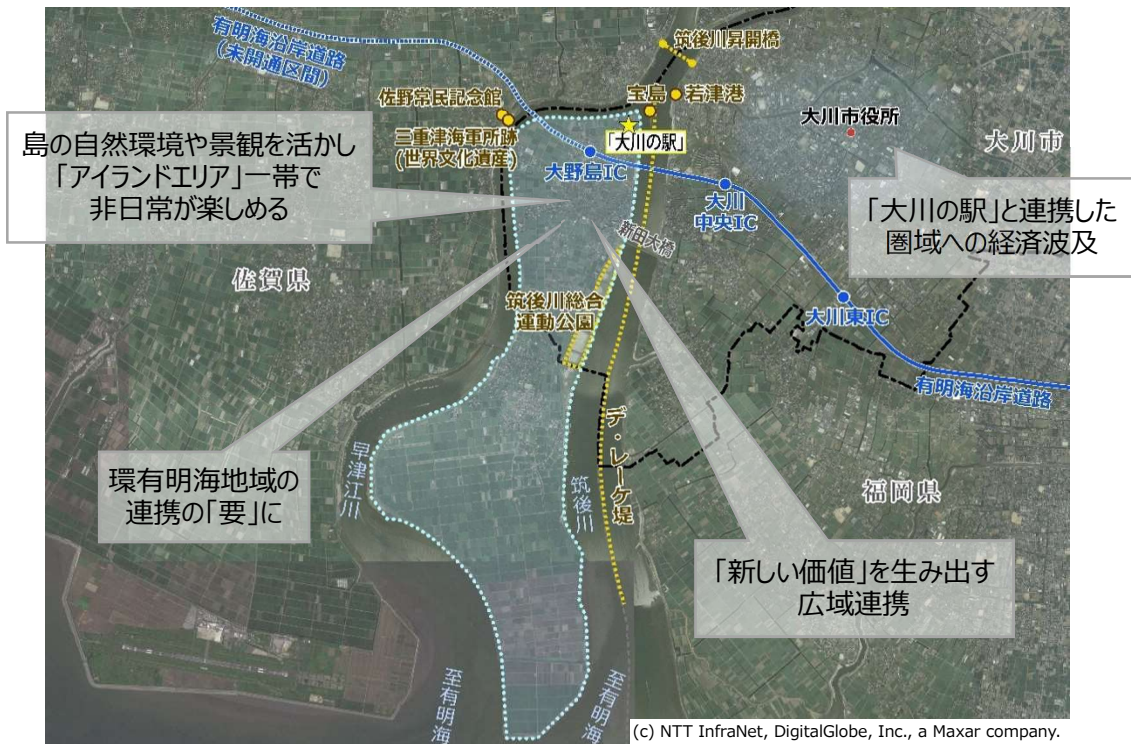 有明海沿岸道路
(未開通区間)
筑後川昇開橋
佐野常民記念館
宝島
若津港
大川市役所
大川市
三重津海軍所跡
(世界文化遺産)
「大川の駅」
島の自然環境や景観を活かし
「アイランドエリア」一帯で
非日常が楽しめる
大野島IC
大川
中央IC
「大川の駅」と連携した
圏域への経済波及
新田大橋
佐賀県
筑後川総合
運動公園
大川東IC
有明海沿岸道路
デ・レーケ堤
早津江川
筑後川
環有明海地域の
連携の「要」に
福岡県
「新しい価値」を生み出す
広域連携
至有明海
至有明海
(c) NTT InfraNet, DigitalGlobe, Inc., a Maxar company.